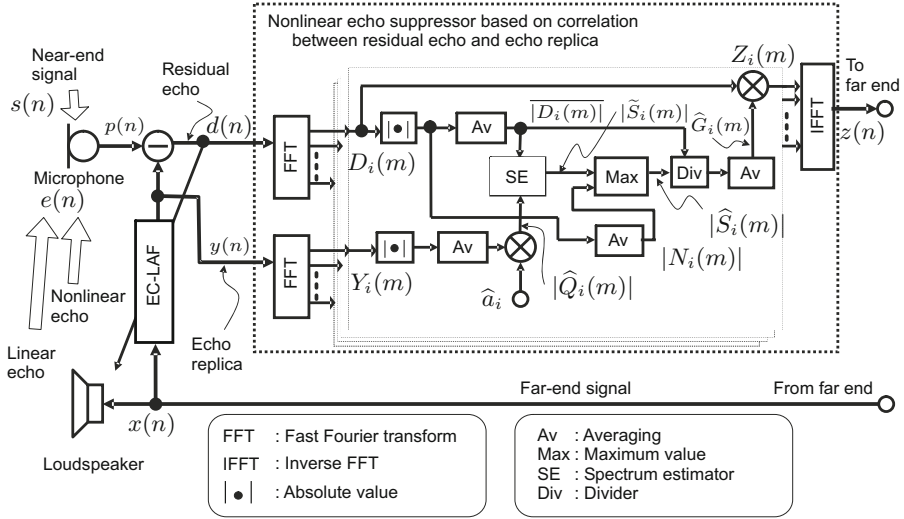 Nonlinear echo suppressor based on correlation
between residual echo and echo replica
Near-end
signal
s(n)
Residual
echo
p(n)
d(n)
Microphone
e(n)
Nonlinear
echo
Linear
echo
EC-LAF
y(n)
Echo
replica
FFT
FFT
|●|
D_i(m)
Av
|D̅_i(m)̅|
|S̃_i(m)|
SE
Max
Div
Av
Ĝ_i(m)
Z_i(m)
IFFT
To
far end
z(n)
|Ŝ_i(m)|
Av
|N_i(m)|
|●|
Y_i(m)
Av
|Q̂_i(m)|
â_i
Far-end signal
From far end
x(n)
Loudspeaker
FFT : Fast Fourier transform
IFFT : Inverse FFT
|●| : Absolute value
Av : Averaging
Max : Maximum value
SE : Spectrum estimator
Div : Divider